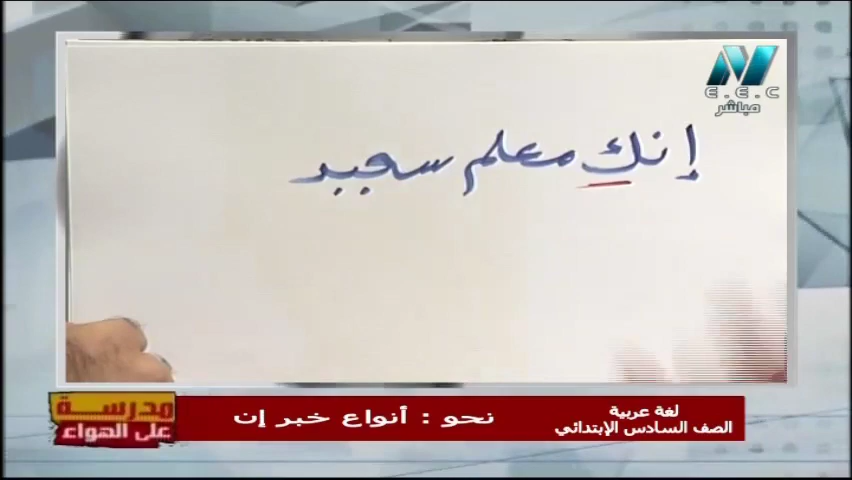 E.E.C
مباشر
إنك معلم سعيد
مدرسة
على الهواء
نحو : أنواع خبر إن
لغة عربية
الصف السادس الإبتدائي